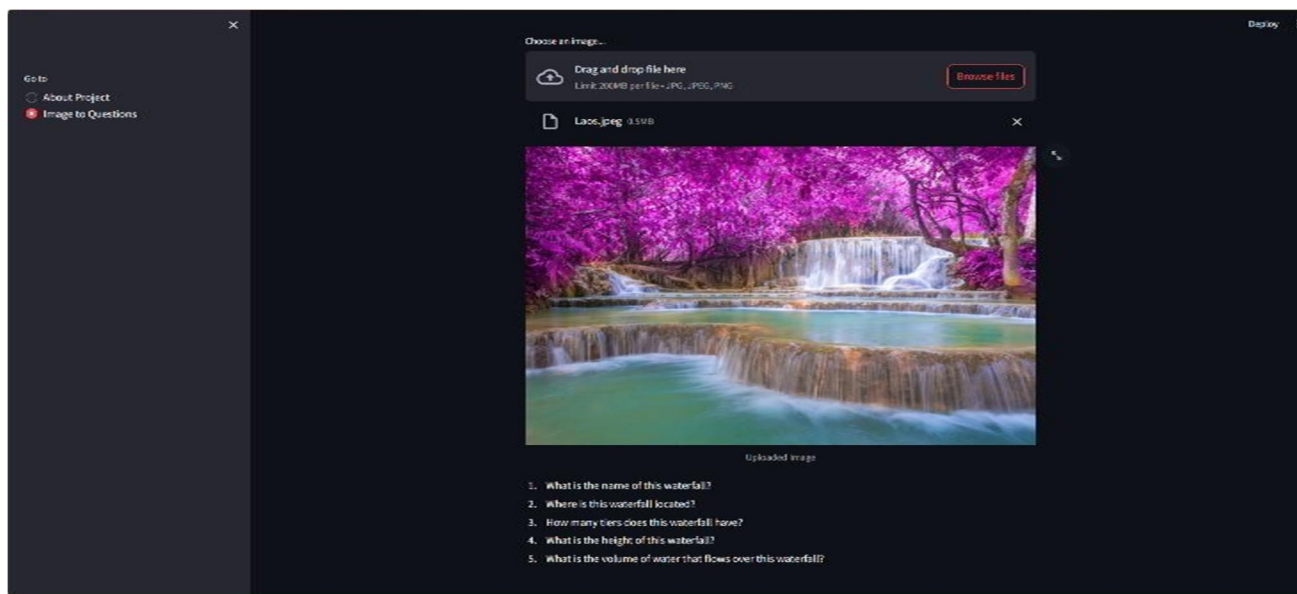 Deploy
Go to
About Project
Image to Questions
Choose an image...
Drag and drop file here
Limit 200MB per file • JPG, JPEG, PNG
Browse files
Laos.jpeg 0.5MB
Uploaded Image
1. What is the name of this waterfall?
2. Where is this waterfall located?
3. How many tiers does this waterfall have?
4. What is the height of this waterfall?
5. What is the volume of water that flows over this waterfall?